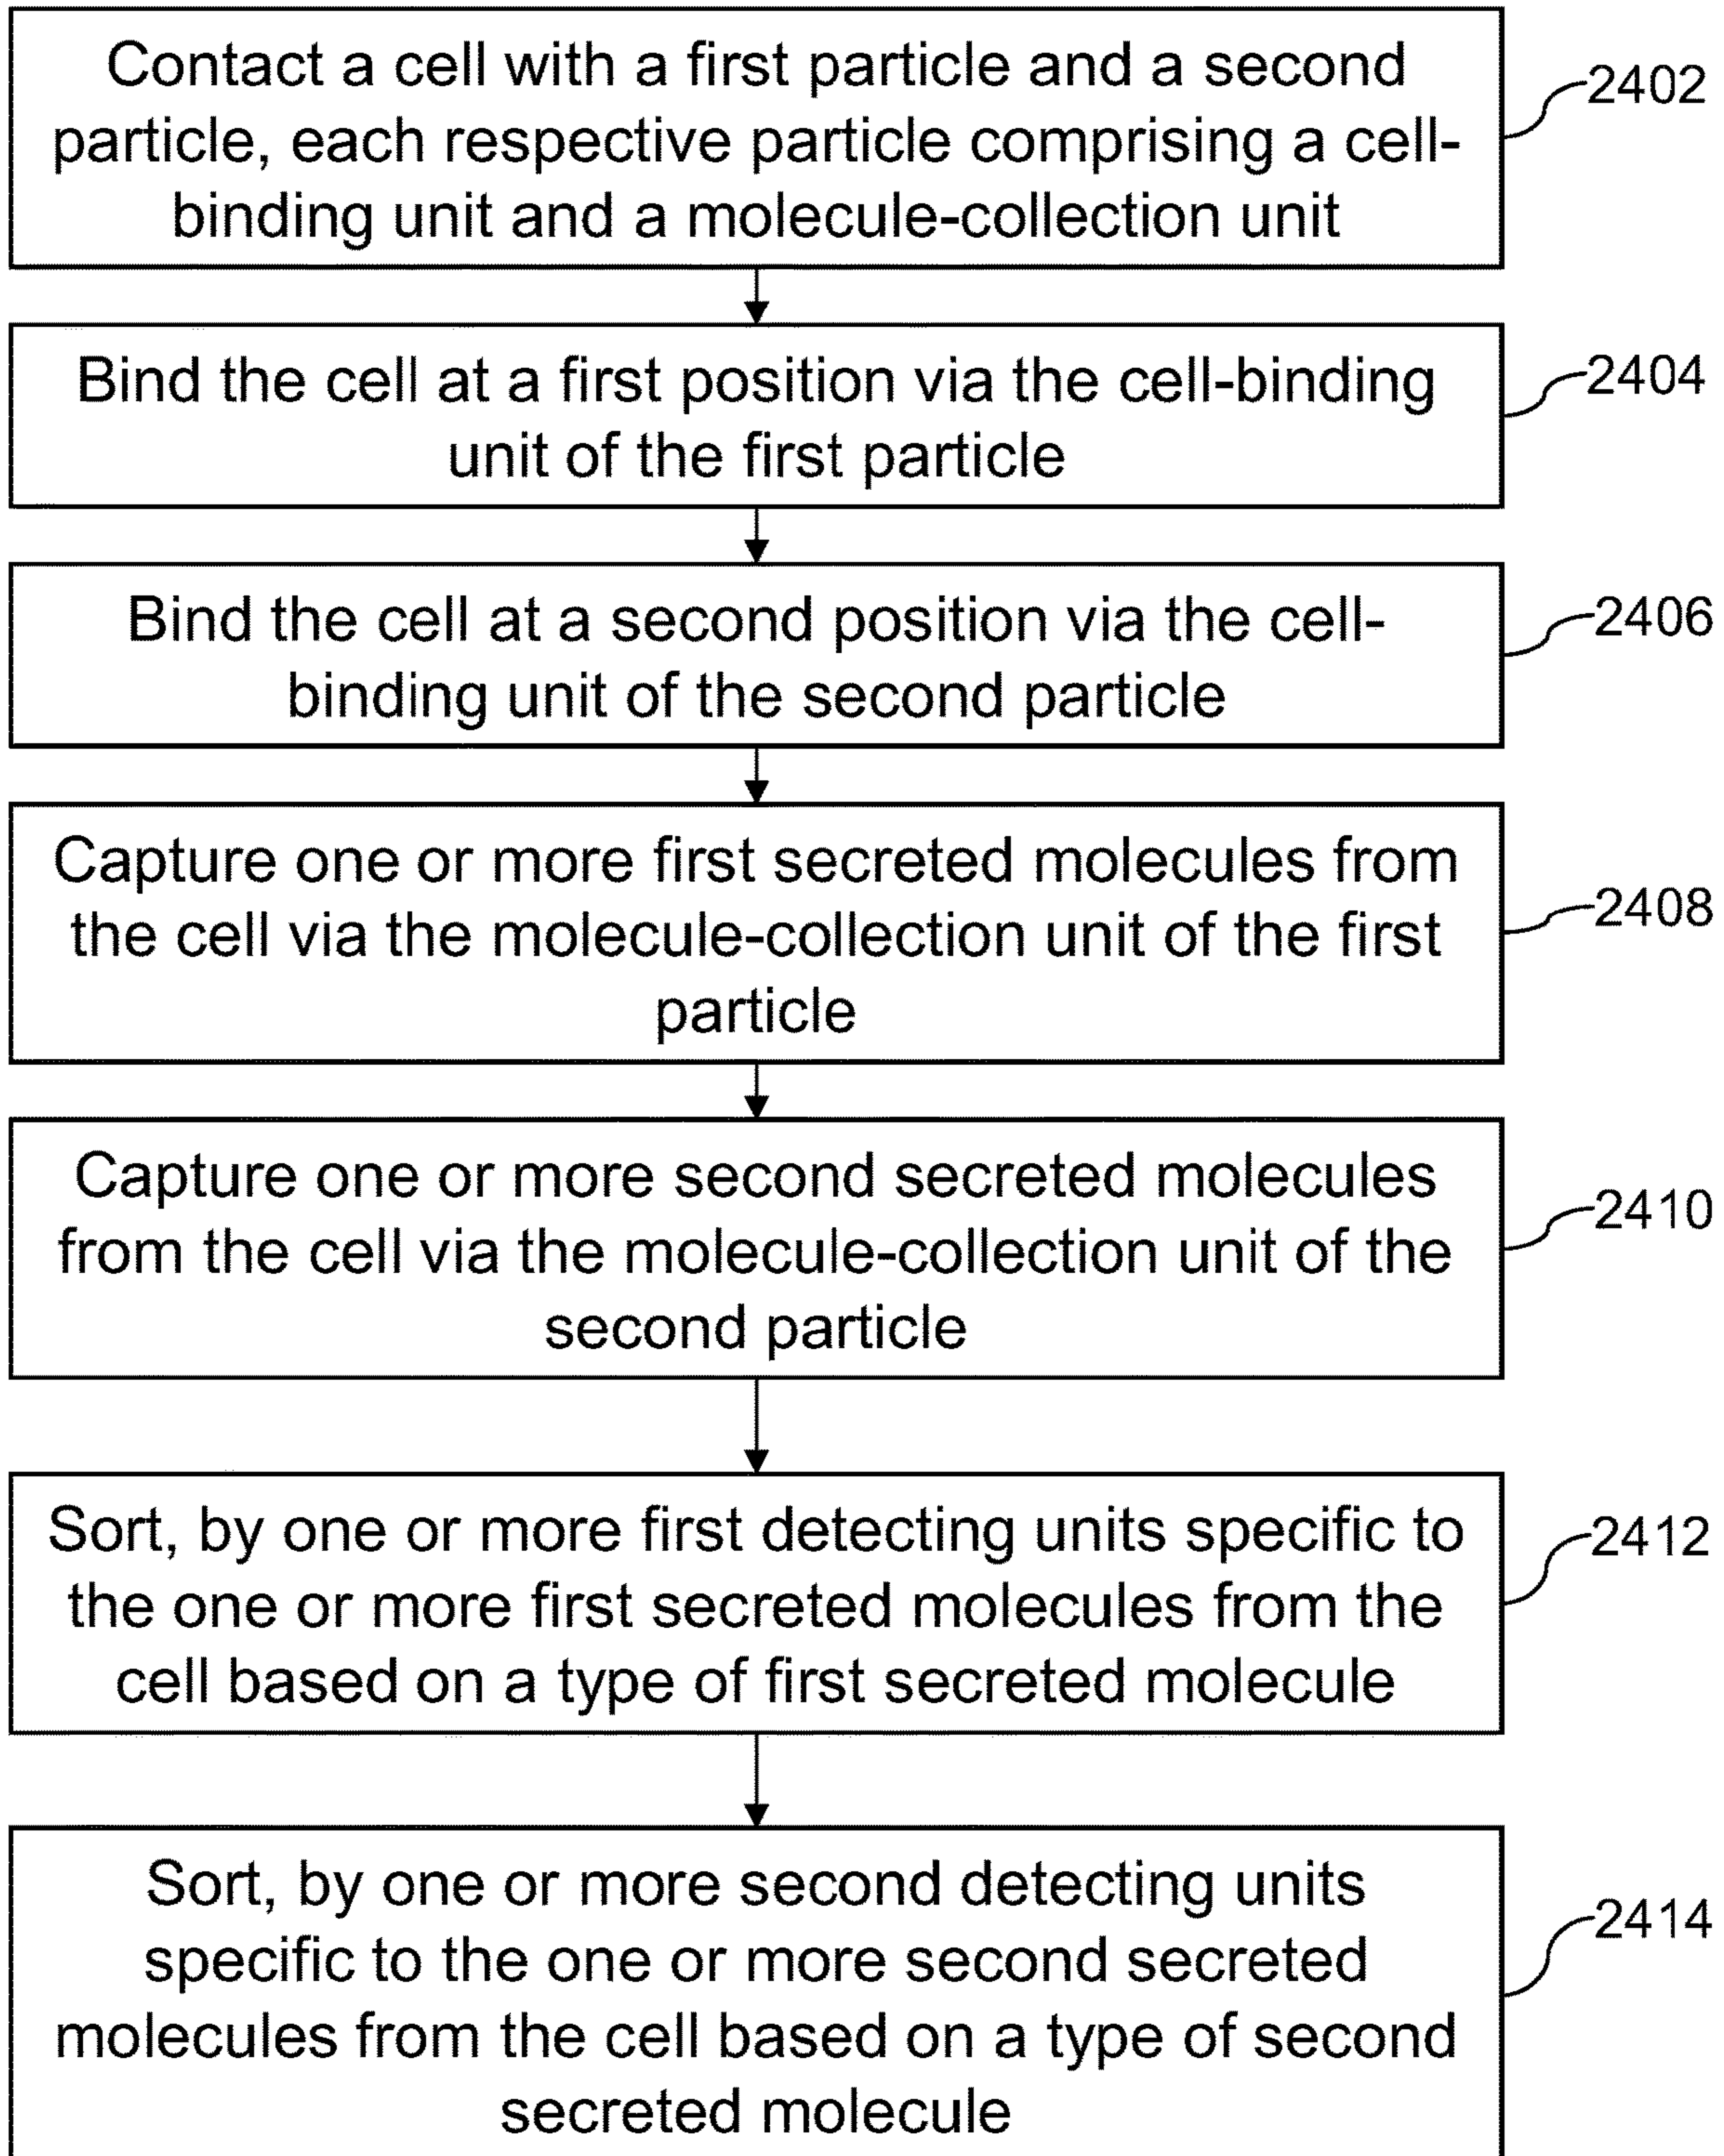 Contact a cell with a first particle and a second
particle, each respective particle comprising a cell-
binding unit and a molecule-collection unit
2402
Bind the cell at a first position via the cell-binding
unit of the first particle
2404
Bind the cell at a second position via the cell-
binding unit of the second particle
2406
Capture one or more first secreted molecules from
the cell via the molecule-collection unit of the first
particle
2408
Capture one or more second secreted molecules
from the cell via the molecule-collection unit of the
second particle
2410
Sort, by one or more first detecting units specific to
the one or more first secreted molecules from the
cell based on a type of first secreted molecule
2412
Sort, by one or more second detecting units
specific to the one or more second secreted
molecules from the cell based on a type of second
secreted molecule
2414